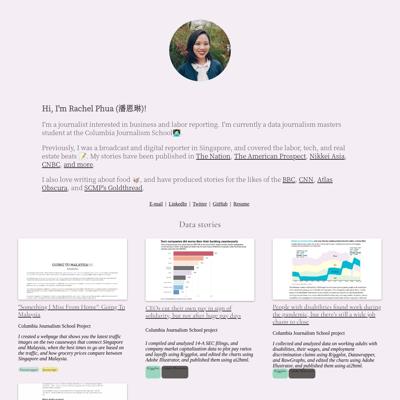 Hi, I'm Rachel Phua (潘恩琳)!
I'm a journalist interested in business and labor reporting. I'm currently a data journalism masters
student at the Columbia Journalism School
Previously, I was a broadcast and digital reporter in Singapore, and covered the labor, tech, and real
estate beats. My stories have been published in The Nation, The American Prospect, Nikkei Asia,
CNBC, and more.
I also love writing about food, and have produced stories for the likes of the BBC, CNN, Atlas
Obscura, and SCMP's Goldthread.
E-mail | LinkedIn | Twitter | GitHub | Resume
Data stories
GOING TO MALAYSIA
"Something I Miss From Home": Going To
Malaysia
Columbia Journalism School Project
I created a webpage that shows you the latest traffic
images on the two causeways that connect Singapore
and Malaysia, when the best times to go are based on
the traffic, and how grocery prices compare between
Singapore and Malaysia.
CEOs cut their own pay in sign of
solidarity, but not after huge pay days
Columbia Journalism School project
I compiled and analyzed 14-A SEC filings, and
company market capitalization data to plot pay ratios
and layoffs using Rggplot, and edited the charts using
Adobe Illustrator, and published them using ai2html.
People with disabilities found work during
the pandemic, but there's still a wide job
chasm to close
Columbia Journalism School project
I collected and analyzed data on working adults with
disabilities, their wages, and employment
discrimination claims using Rggplot, Datawrapper,
and RAWGraphs, and edited the charts using Adobe
Illustrator, and published them using ai2html.